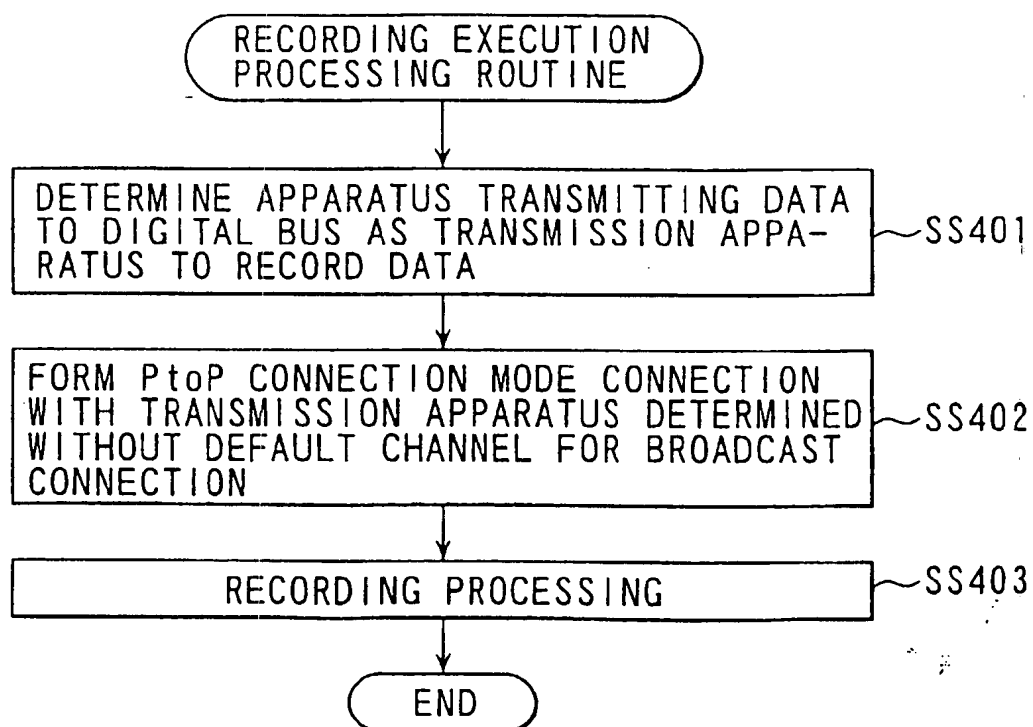 RECORDING EXECUTION
PROCESSING ROUTINE
DETERMINE APPARATUS TRANSMITTING DATA
TO DIGITAL BUS AS TRANSMISSION APPA-
RATUS TO RECORD DATA
SS401
FORM PtoP CONNECTION MODE CONNECTION
WITH TRANSMISSION APPARATUS DETERMINED
WITHOUT DEFAULT CHANNEL FOR BROADCAST
CONNECTION
SS402
RECORDING PROCESSING
SS403
END